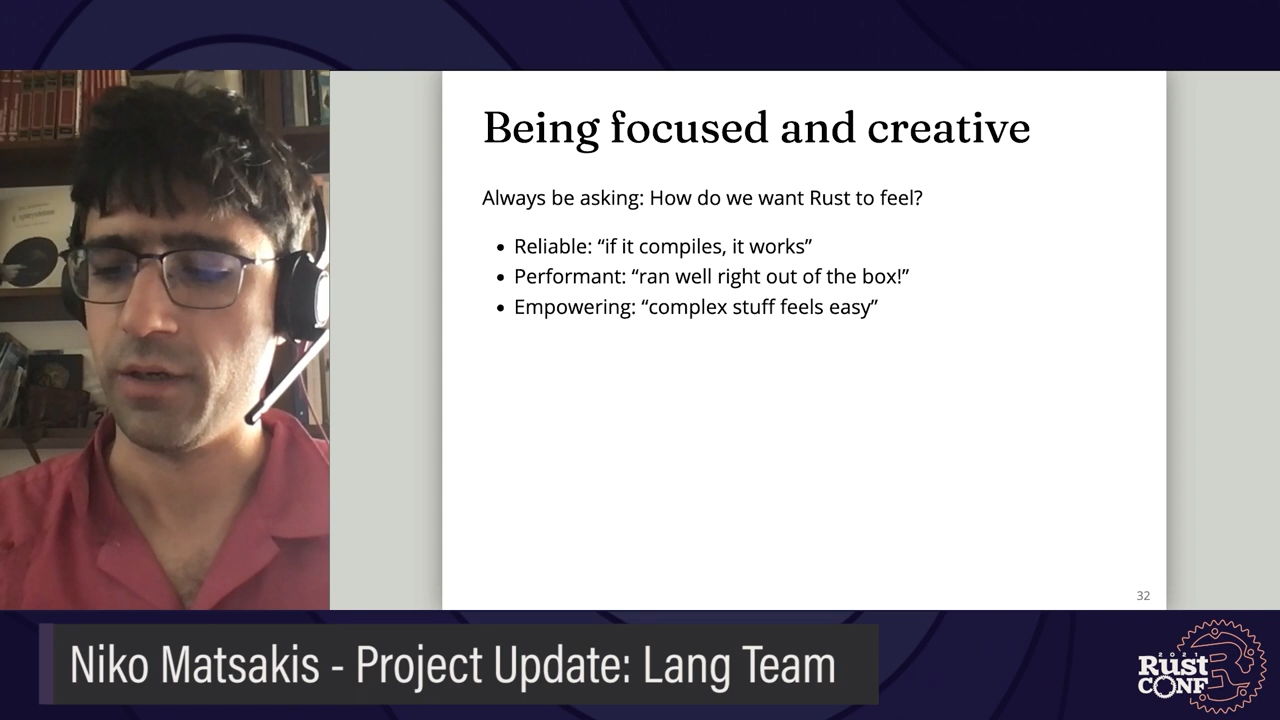 Being focused and creative
Always be asking: How do we want Rust to feel?
• Reliable: “if it compiles, it works”
• Performant: “ran well right out of the box!”
• Empowering: “complex stuff feels easy”
32
Niko Matsakis - Project Update: Lang Team
Rust
CONF